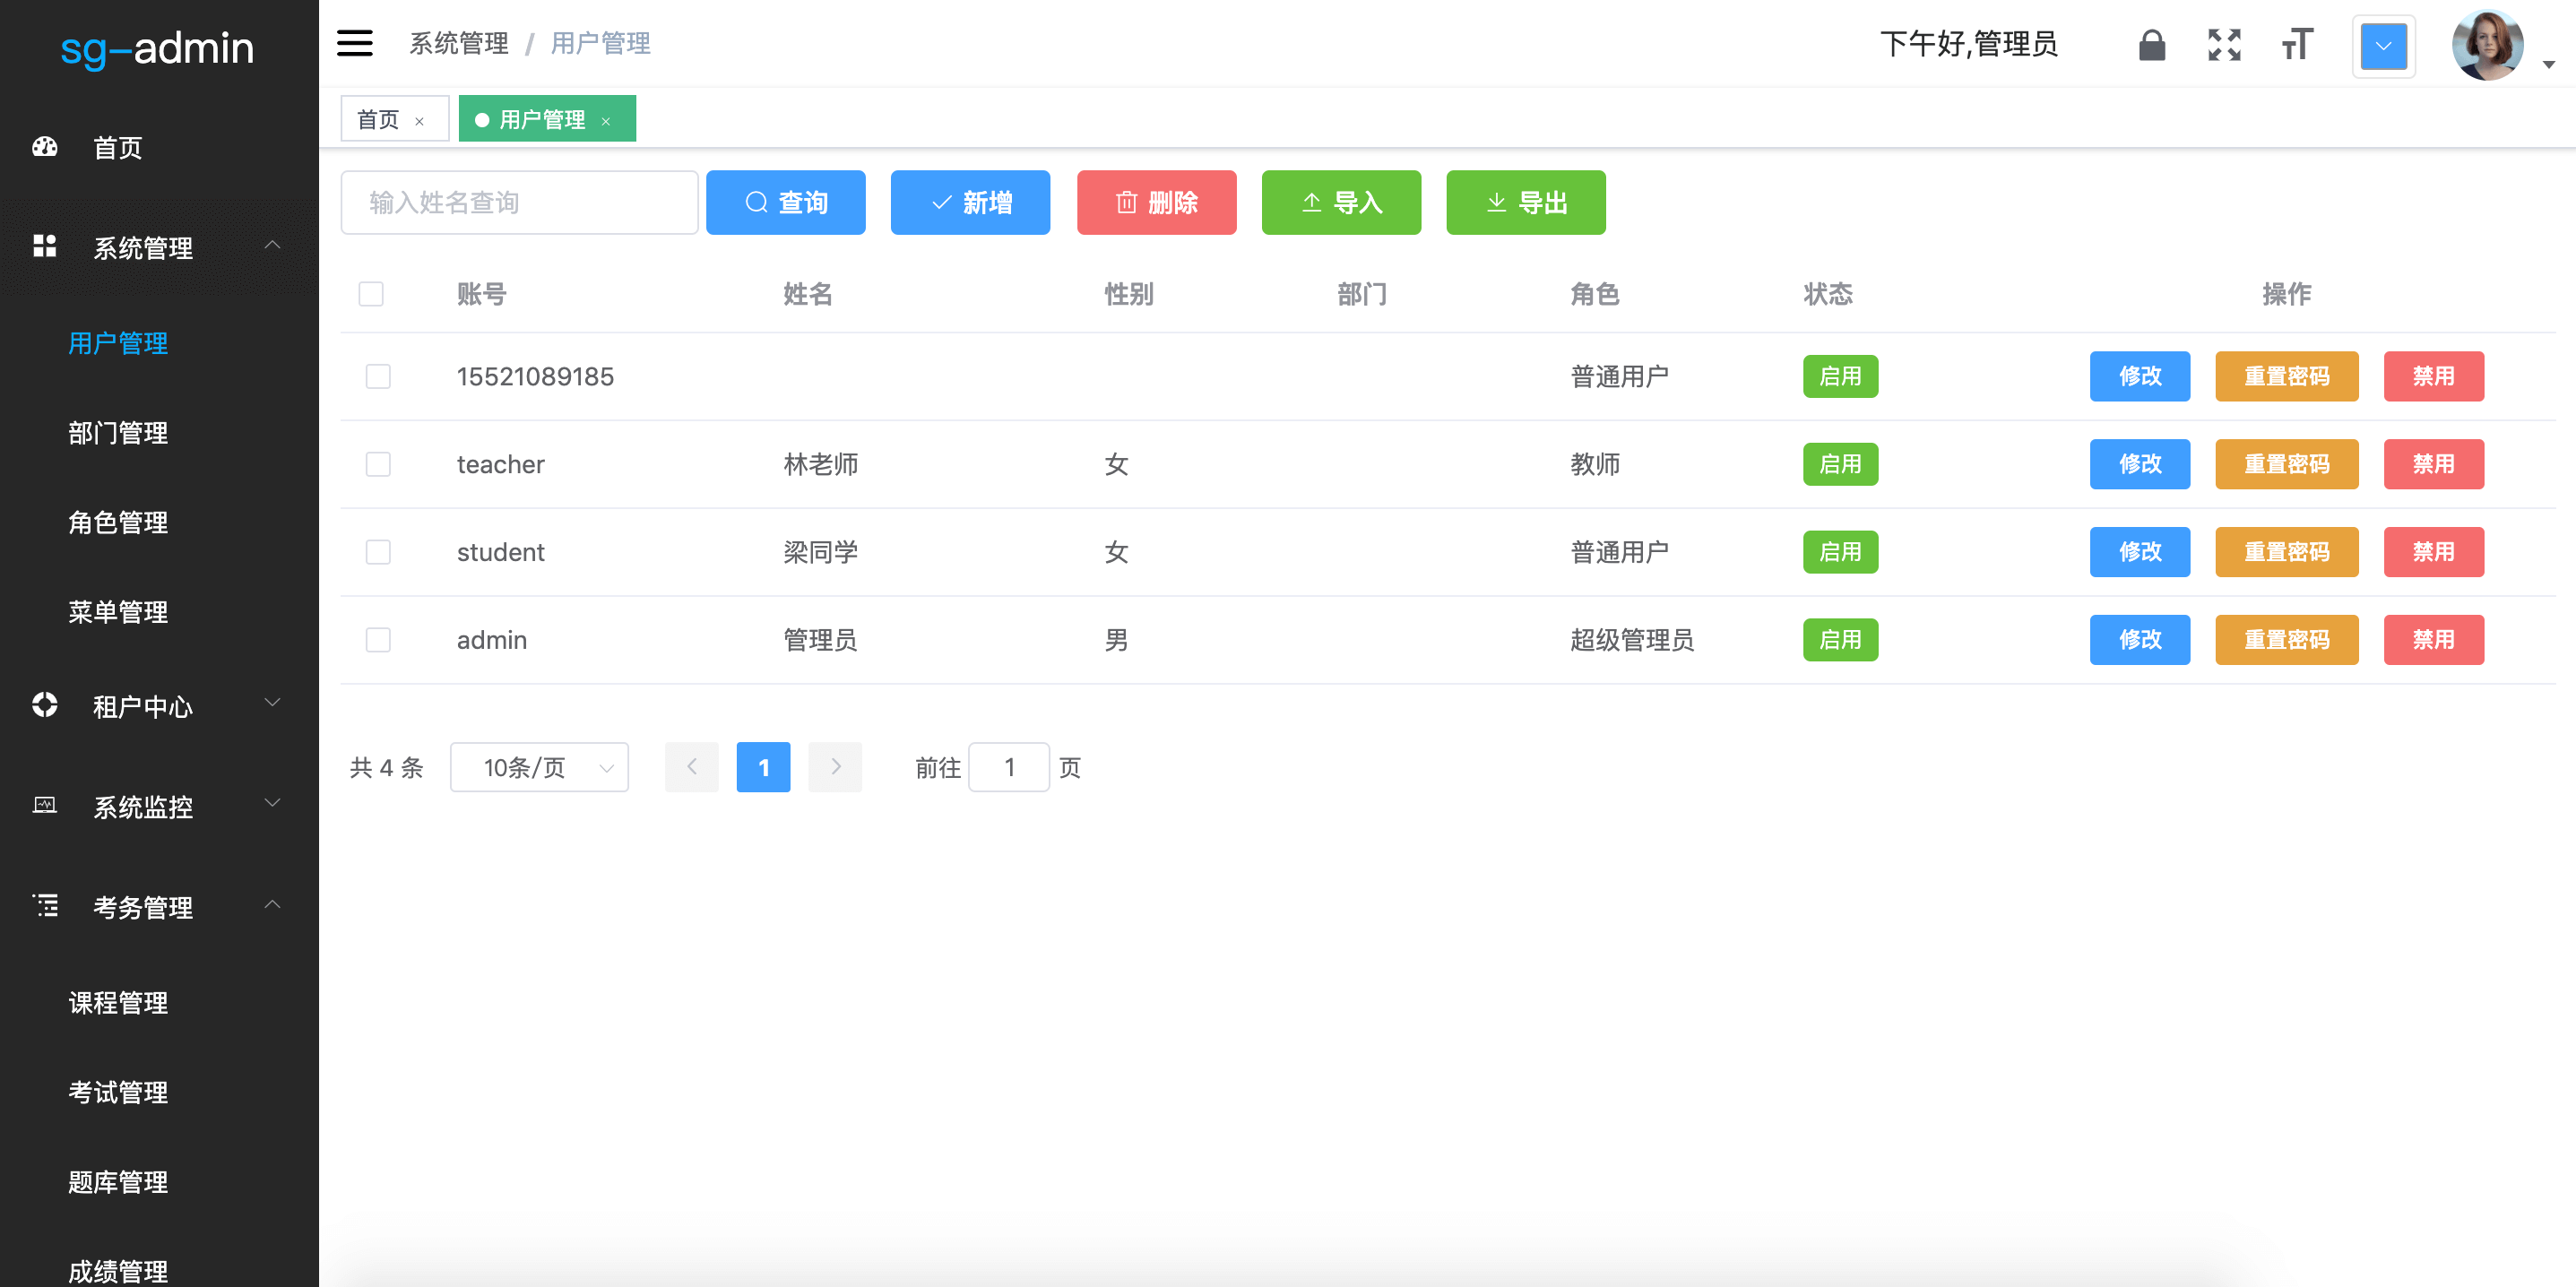 sg-admin
首页
系统管理
用户管理
部门管理
角色管理
菜单管理
租户中心
系统监控
考务管理
课程管理
考试管理
题库管理
成绩管理
系统管理 / 用户管理
下午好,管理员
首页 × 用户管理 ×
输入姓名查询 查询 新增 删除 导入 导出
账号 姓名 性别 部门 角色 状态 操作
15521089185 普通用户 启用 修改 重置密码 禁用
teacher 林老师 女 教师 启用 修改 重置密码 禁用
student 梁同学 女 普通用户 启用 修改 重置密码 禁用
admin 管理员 男 超级管理员 启用 修改 重置密码 禁用
共 4 条 10条/页 1 前往 1 页